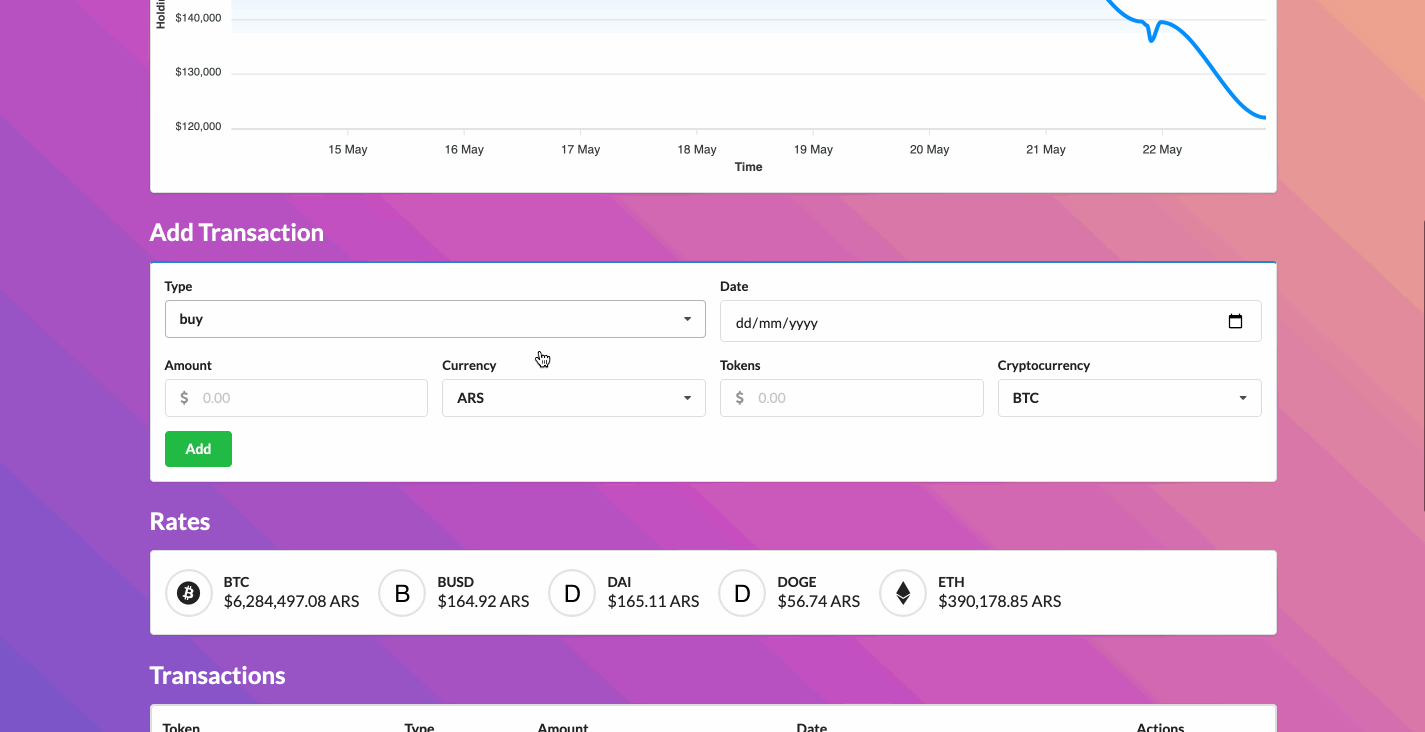 $140,000
$130,000
$120,000
15 May 16 May 17 May 18 May 19 May 20 May 21 May 22 May
Time
Add Transaction
Type Date
buy dd/mm/yyyy
Amount Currency Tokens Cryptocurrency
$ 0.00 ARS $ 0.00 BTC
Add
Rates
BTC B BUSD D DAI D DOGE ETH
$6,284,497.08 ARS $164.92 ARS $165.11 ARS $56.74 ARS $390,178.85 ARS
Transactions
Token Type Amount Date Actions